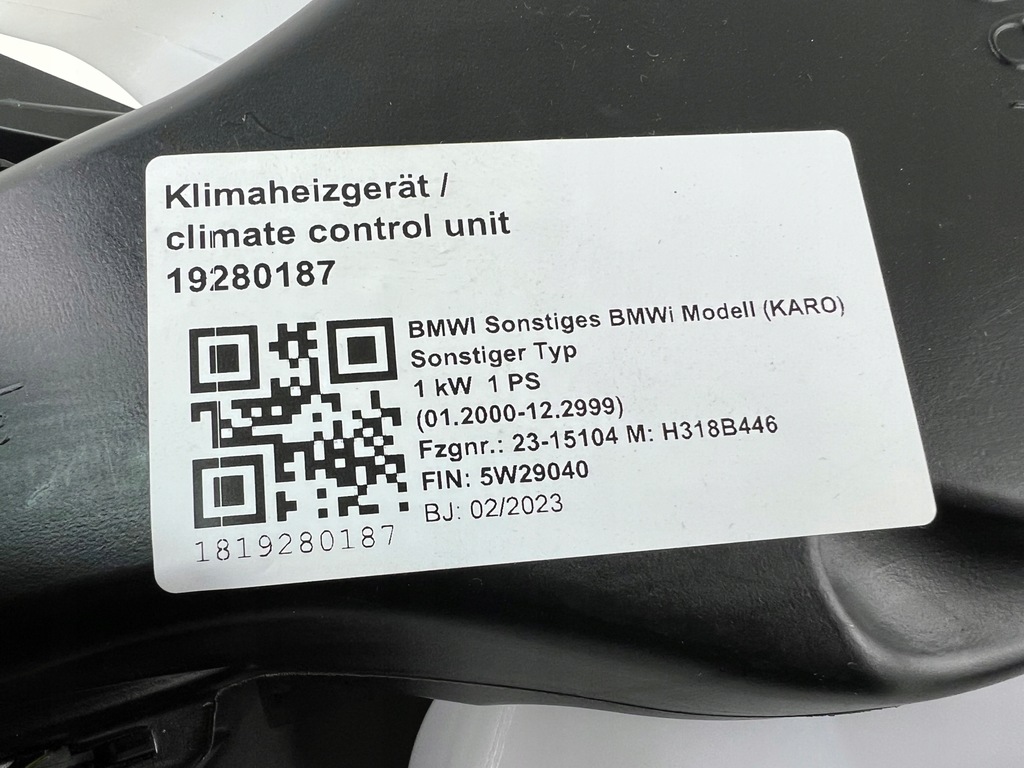 Klimaheizgerät /
climate control unit
19280187
BMWI Sonstiges BMWi Modell (KARO)
Sonstiger Typ
1 kW 1 PS
(01.2000-12.2999)
Fzgnr.: 23-15104 M: H318B446
FIN: 5W29040
BJ: 02/2023
1819280187